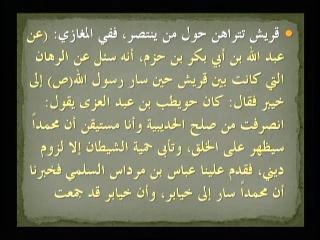 قريش تتراهن حول من ينتصر، ففي المغازي: (عن
عبد الله بن أبي بكر بن حزم، أنه سئل عن الرهان
التي كانت بين قريش حين سار رسول الله(ص) إلى
خيبر فقال: كان حويطب بن عبد العزى يقول:
انصرفت من صلح الحديبية وأنا مستيقن أن محمداً
سيظهر على الخلق، وتأبى حمية الشيطان إلا لزوم
ديني، فقدم علينا عباس بن مرداس السلمي فخبرنا
أن محمداً سار إلى خيابر، وأن خيابر قد جمعت